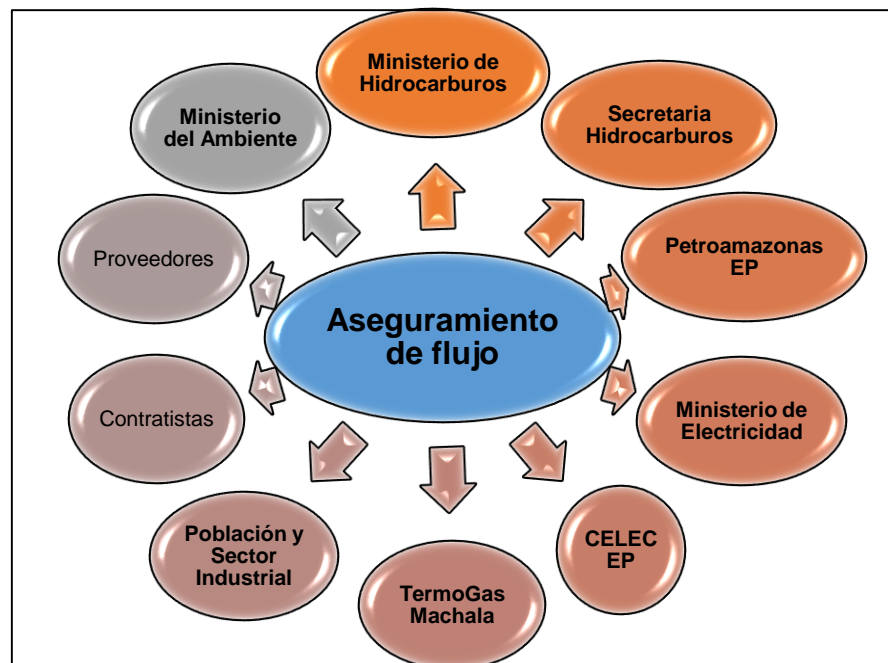 Ministerio de
Hidrocarburos
Secretaria
Hidrocarburos
Petroamazonas
EP
Ministerio de
Electricidad
CELEC
EP
TermoGas
Machala
Población y
Sector
Industrial
Contratistas
Proveedores
Ministerio
del Ambiente
Aseguramiento
de flujo